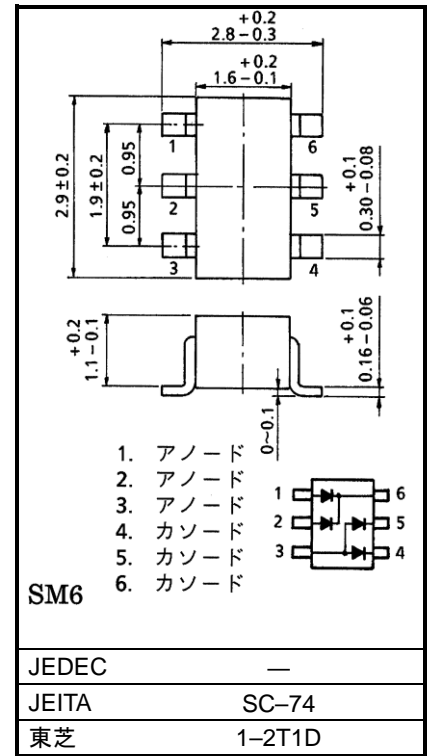 +0.2
2.8−0.3
+0.2
1.6−0.1
1
6
2
5
3
4
2.9±0.2
1.9±0.2
0.95
0.95
+0.1
0.30−0.08
+0.2
1.1−0.1
+0.1
0.16−0.06
0~0.1
1. アノード
2. アノード
3. アノード
4. カソード
5. カソード
6. カソード
1
6
2
5
3
4
SM6
JEDEC —
JEITA SC–74
東芝 1–2T1D